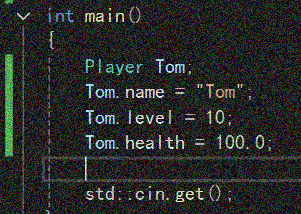 int main()
{
Player Tom;
Tom.name = "Tom";
Tom.level = 10;
Tom.health = 100.0;
std::cin.get();
}